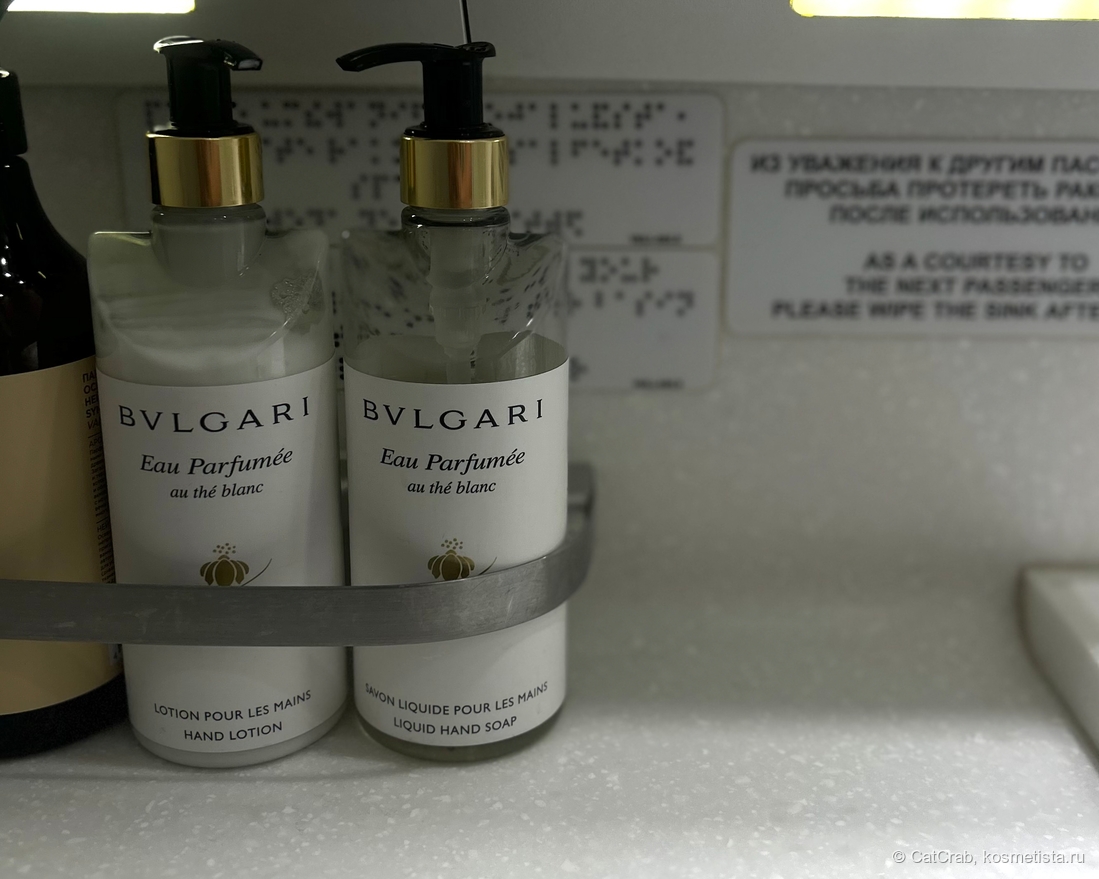 BVLGARI
Eau Parfumée
au thé blanc
LOTION POUR LES MAINS
HAND LOTION
BVLGARI
Eau Parfumée
au thé blanc
SAVON LIQUIDE POUR LES MAINS
LIQUID HAND SOAP
ИЗ УВАЖЕНИЯ К ДРУГИМ
ПРОСЬБА ПРОТЕРЕТЬ
ПОСЛЕ
AS A COURTESY TO
THE NEXT PASSENGER
PLEASE WIPE THE SINK
© CatCrab, kosmetista.ru